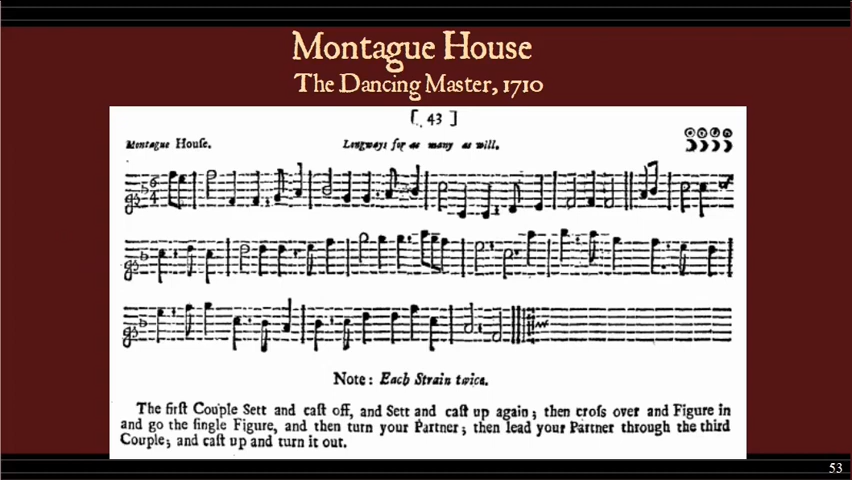 Montague House
The Dancing Master, 1710
[ 43 ]
Montague House. Longways for as many as will.
Note: Each Strain twice.
The first Couple Sett and cast off, and Sett and cast up again; then cross over and Figure in
and go the single Figure, and then turn your Partner; then lead your Partner through the third
Couple; and cast up and turn it out.
53